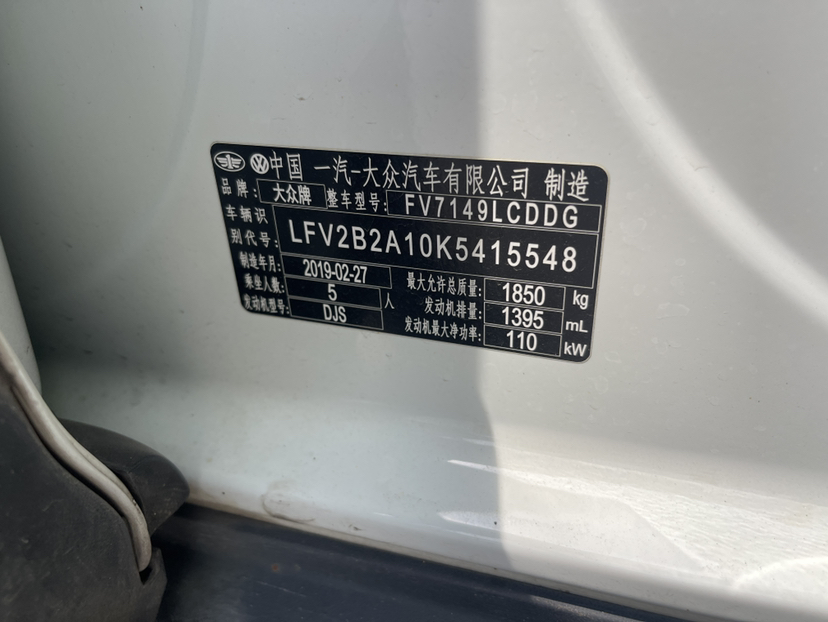 中国 一汽-大众汽车有限公司 制造
品牌: 大众牌 整车型号: FV7149LCDDG
车辆识别代号: LFV2B2A10K5415548
制造年月: 2019-02-27
乘坐人数: 5 人
发动机型号: DJS
最大允许总质量: 1850 kg
发动机排量: 1395 mL
发动机最大净功率: 110 kW